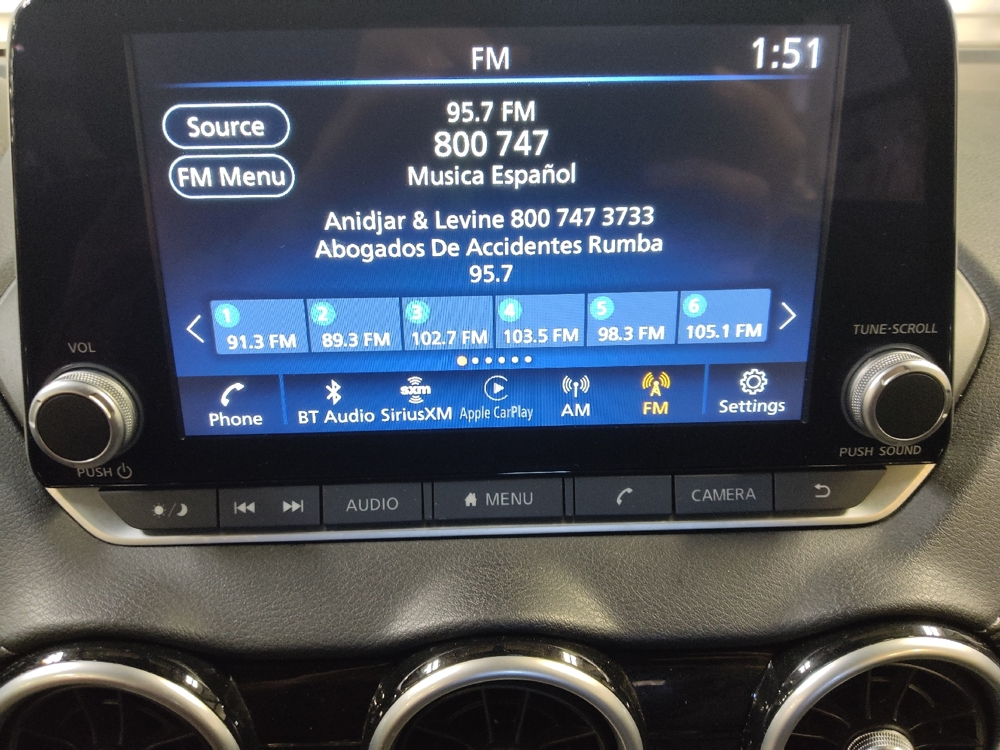 FM
1:51
Source
FM Menu
95.7 FM
800 747
Musica Español
Anidjar & Levine 800 747 3733
Abogados De Accidentes Rumba
95.7
1 2 3 4 5 6
91.3 FM 89.3 FM 102.7 FM 103.5 FM 98.3 FM 105.1 FM
Phone
BT Audio
sxm
SiriusXM
Apple CarPlay
AM
FM
Settings
VOL
PUSH
TUNE·SCROLL
PUSH SOUND
AUDIO
MENU
CAMERA